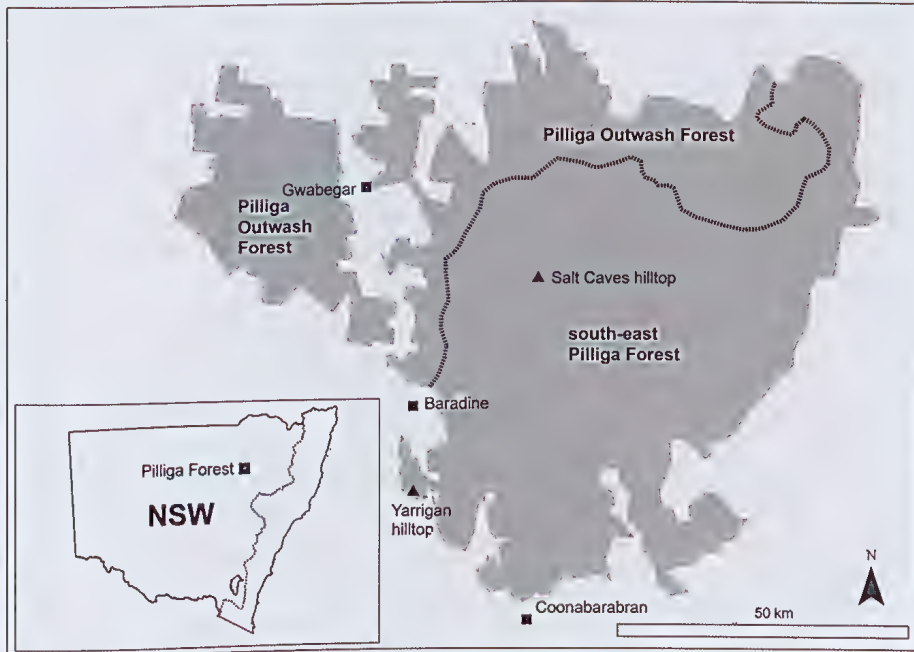 Pilliga Outwash Forest
Gwabegar
Pilliga
Outwash
Forest
Salt Caves hilltop
south-east
Pilliga Forest
Baradine
Pilliga Forest
NSW
Yarrigan
hilltop
N
50 km
Coonabarabran